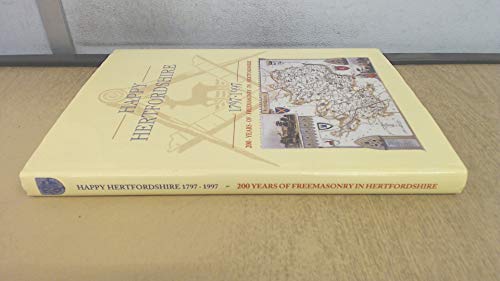 HAPPY
HERTFORDSHIRE
1797-1997
200 YEARS OF FREEMASONRY IN HERTFORDSHIRE
HAPPY HERTFORDSHIRE 1797 - 1997 - 200 YEARS OF FREEMASONRY IN HERTFORDSHIRE